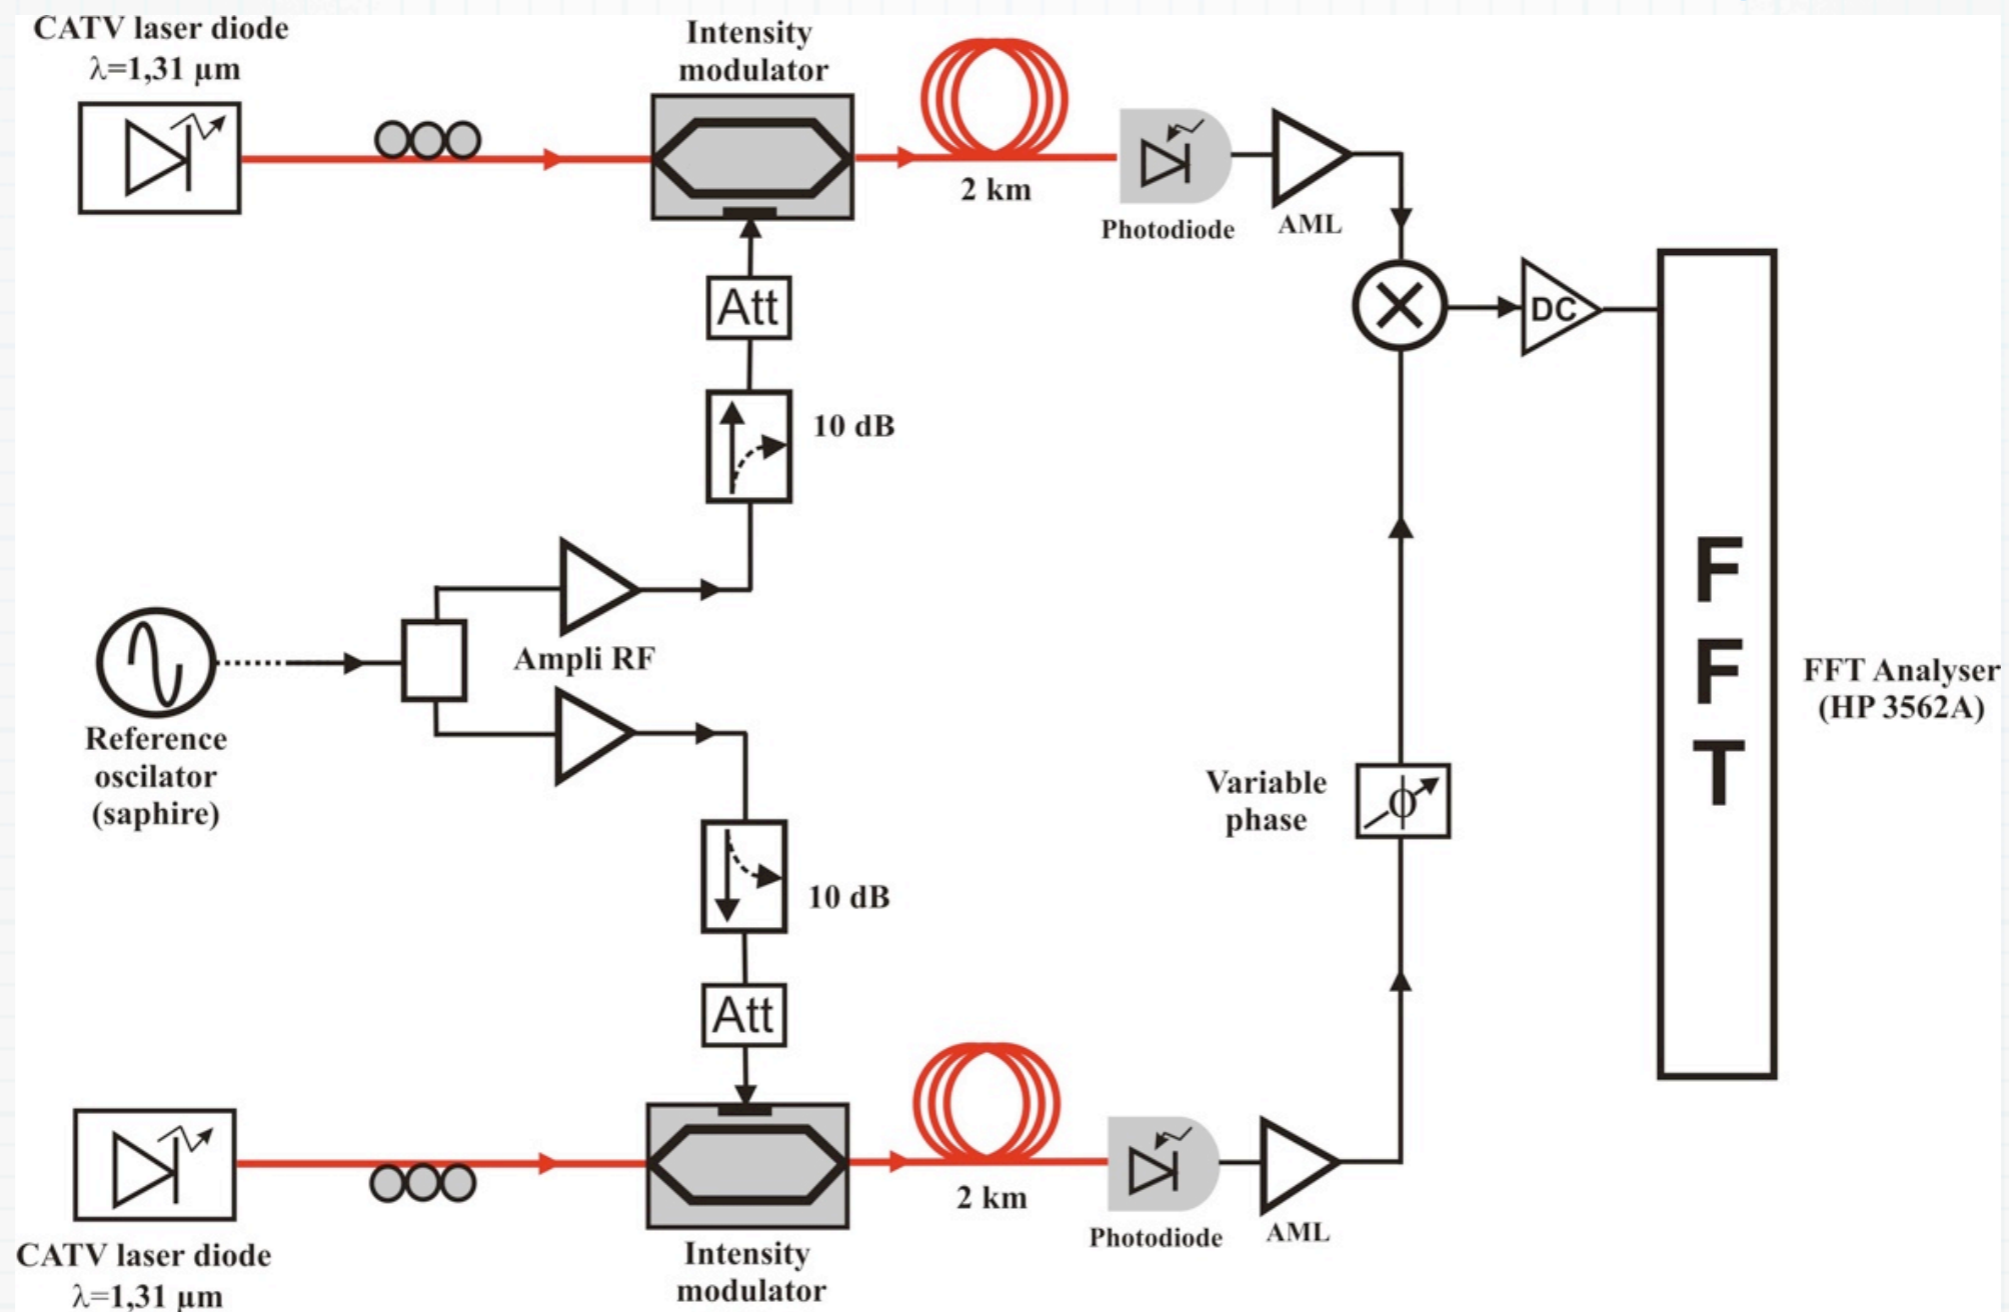 CATV laser diode
λ=1,31 µm
Intensity
modulator
2 km
Photodiode
AML
Att
DC
10 dB
Ampli RF
Reference
oscilator
(saphire)
F
F
T
FFT Analyser
(HP 3562A)
Variable
phase
ϕ
10 dB
Att
2 km
Photodiode
AML
CATV laser diode
λ=1,31 µm
Intensity
modulator